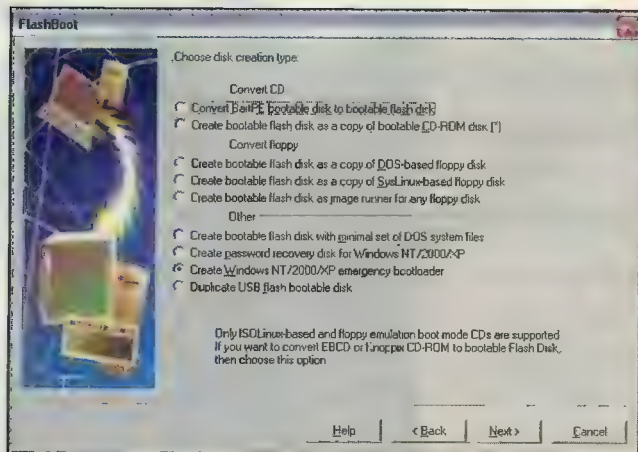 FlashBoot
Choose disk creation type:
Convert CD
Convert BartPE bootable disk to bootable flash disk
Create bootable flash disk as a copy of bootable CD-ROM disk (*)
Convert floppy
Create bootable flash disk as a copy of DOS-based floppy disk
Create bootable flash disk as a copy of SysLinux-based floppy disk
Create bootable flash disk as image runner for any floppy disk
Other
Create bootable flash disk with minimal set of DOS system files
Create password recovery disk for Windows NT/2000/XP
Create Windows NT/2000/XP emergency bootloader
Duplicate USB flash bootable disk
Only ISOLinux-based and floppy emulation boot mode CDs are supported
If you want to convert EBCD or Knoppix CD-ROM to bootable Flash Disk,
then choose this option
Help
< Back
Next >
Cancel